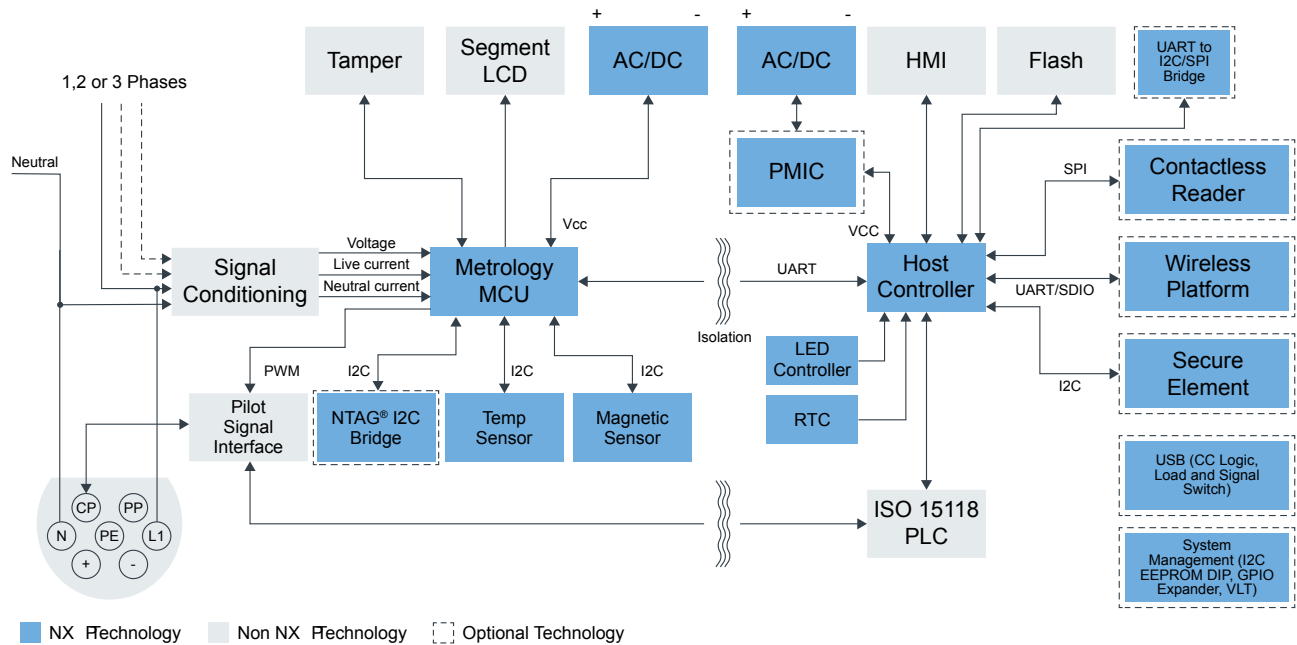 + -
+ -
Tamper
Segment
LCD
AC/DC
AC/DC
HMI
Flash
UART to
I2C/SPI
Bridge
1,2 or 3 Phases
Neutral
PMIC
SPI
Contactless
Reader
Vcc
VCC
Signal
Conditioning
Voltage
Live current
Neutral current
Metrology
MCU
UART
Isolation
Host
Controller
UART/SDIO
Wireless
Platform
LED
Controller
I2C
Secure
Element
PWM
I2C
I2C
I2C
Pilot
Signal
Interface
NTAG® I2C
Bridge
Temp
Sensor
Magnetic
Sensor
RTC
USB (CC Logic,
Load and Signal
Switch)
CP
PP
N
PE
L1
+
-
ISO 15118
PLC
System
Management (I2C
EEPROM DIP, GPIO
Expander, VLT)
NX P Technology
Non NX P Technology
Optional Technology